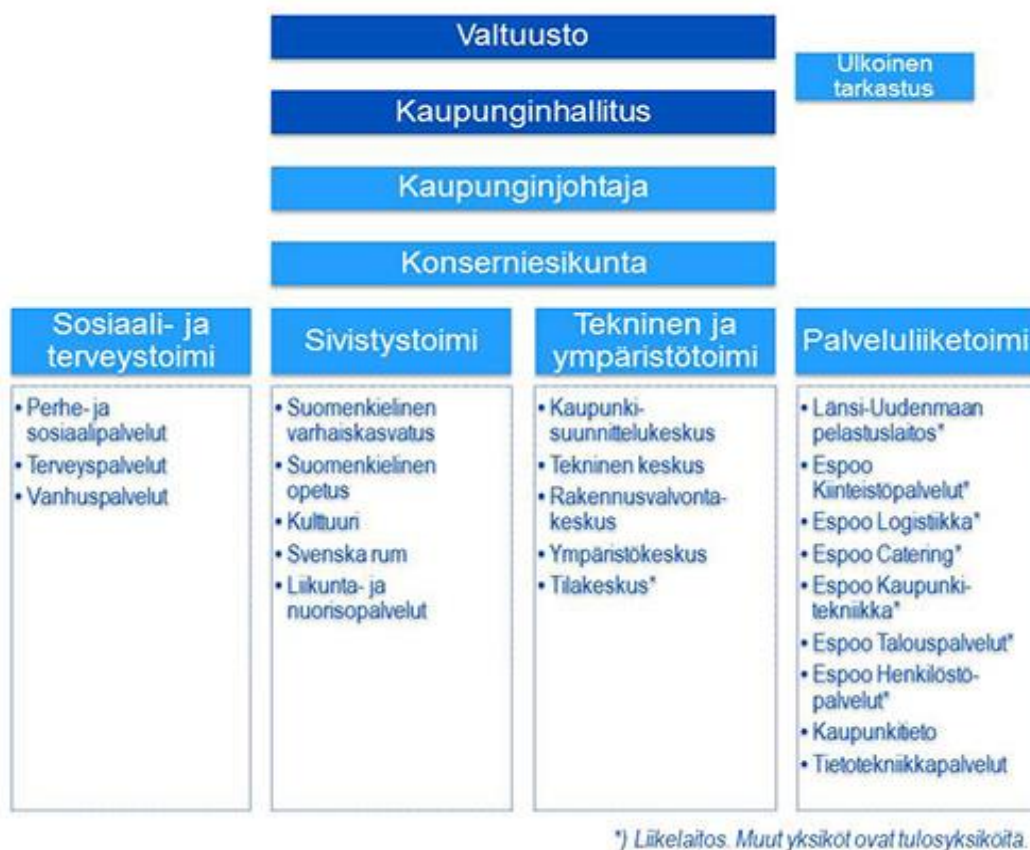 Valtuusto
Ulkoinen
tarkastus
Kaupunginhallitus
Kaupunginjohtaja
Konserniesikunta
Sosiaali- ja
terveystoimi
• Perhe- ja
sosiaalipalvelut
• Terveyspalvelut
• Vanhuspalvelut
Sivistystoimi
• Suomenkielinen
varhaiskasvatus
• Suomenkielinen
opetus
• Kulttuuri
• Svenska rum
• Liikunta- ja
nuorisopalvelut
Tekninen ja
ympäristötoimi
• Kaupunki-
suunnittelukeskus
• Tekninen keskus
• Rakennusvalvonta-
keskus
• Ympäristökeskus
• Tilakeskus*
Palveluliiketoimi
• Länsi-Uudenmaan
pelastuslaitos*
• Espoo
Kiinteistöpalvelut*
• Espoo Logistiikka*
• Espoo Catering*
• Espoo Kaupunki-
tekniikka*
• Espoo Talouspalvelut*
• Espoo Henkilöstö-
palvelut*
• Kaupunkitieto
• Tietotekniikkapalvelut
*) Liikelaitos. Muut yksiköt ovat tulosyksiköitä.